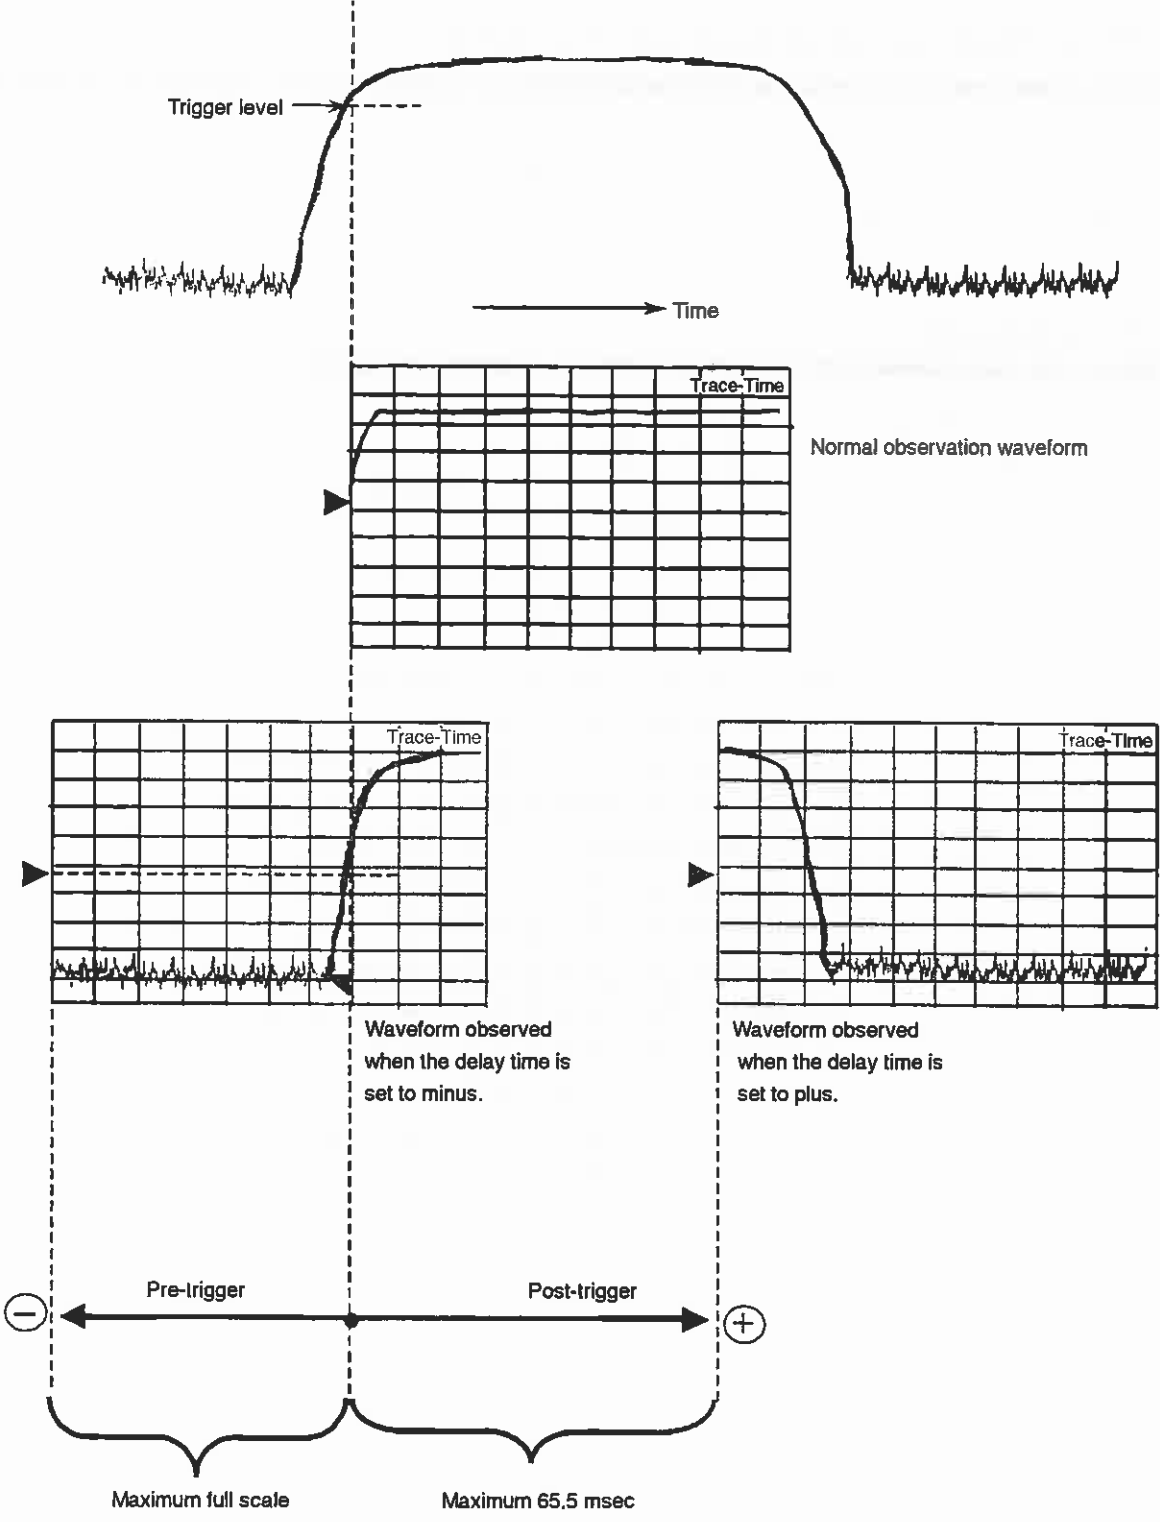 Trigger level
Time
Trace-Time
Normal observation waveform
Trace-Time
Trace-Time
Waveform observed
when the delay time is
set to minus.
Waveform observed
when the delay time is
set to plus.
Pre-trigger
Post-trigger
−
+
Maximum full scale
Maximum 65.5 msec